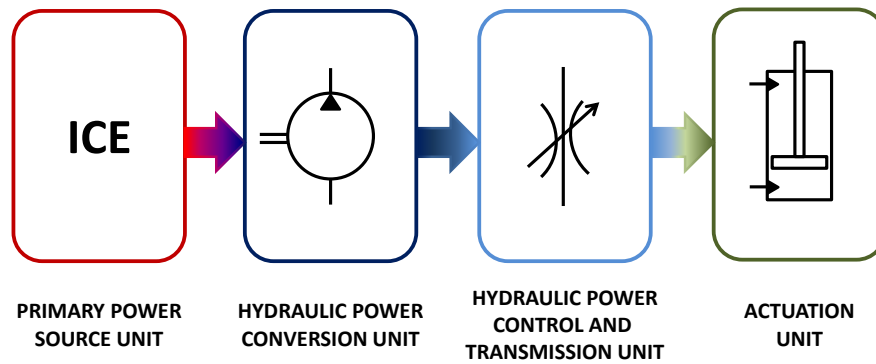 ICE
PRIMARY POWER
SOURCE UNIT
HYDRAULIC POWER
CONVERSION UNIT
HYDRAULIC POWER
CONTROL AND
TRANSMISSION UNIT
ACTUATION
UNIT